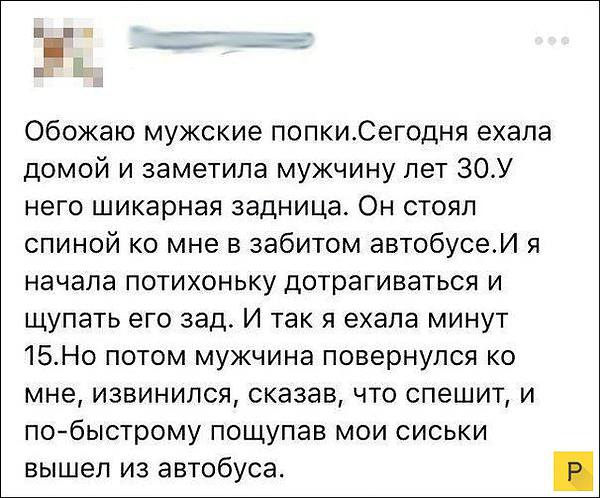 Обожаю мужские попки.Сегодня ехала
домой и заметила мужчину лет 30.У
него шикарная задница. Он стоял
спиной ко мне в забитом автобусе.И я
начала потихоньку дотрагиваться и
щупать его зад. И так я ехала минут
15.Но потом мужчина повернулся ко
мне, извинился, сказав, что спешит, и
по-быстрому пощупав мои сиськи
вышел из автобуса.
P